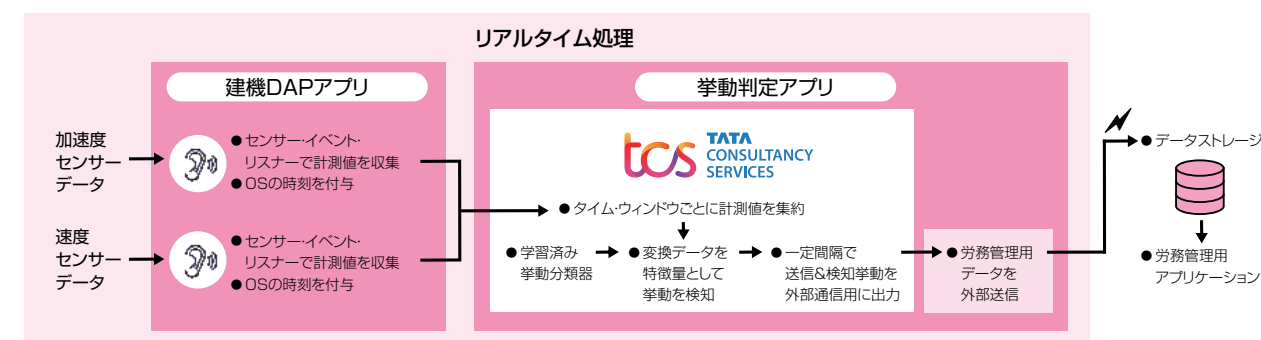 リアルタイム処理
建機DAPアプリ
挙動判定アプリ
加速度
センサー
データ
●センサー・イベント・
リスナーで計測値を収集
●OSの時刻を付与
速度
センサー
データ
●センサー・イベント・
リスナーで計測値を収集
●OSの時刻を付与
tcs
TATA
CONSULTANCY
SERVICES
●タイム・ウィンドウごとに計測値を集約
●学習済み
挙動分類器
●変換データを
特徴量として
挙動を検知
●一定間隔で
送信&検知挙動を
外部通信用に出力
●労務管理用
データを
外部送信
●データストレージ
●労務管理用
アプリケーション